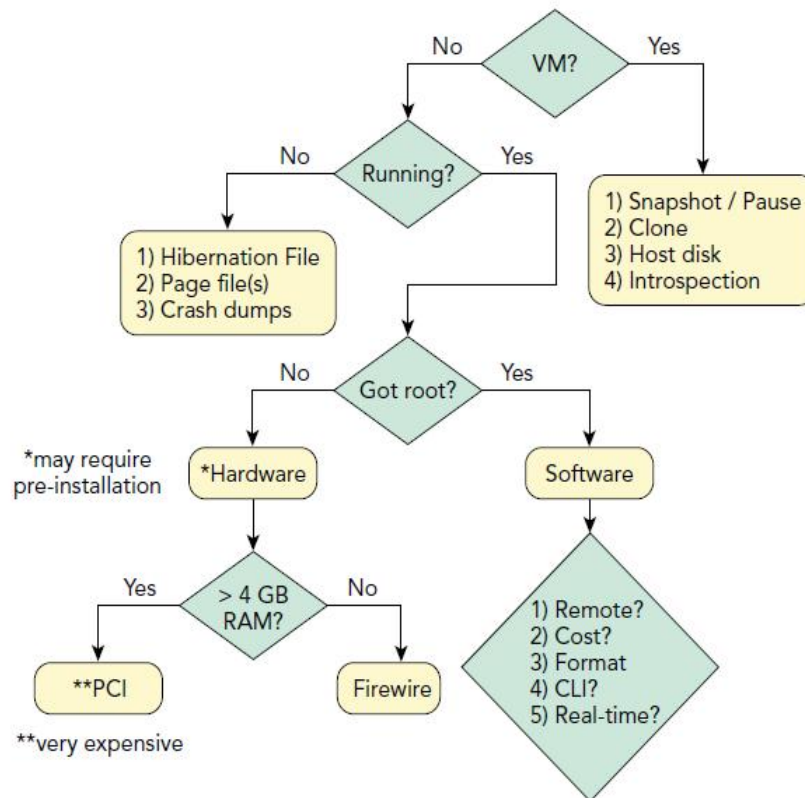 VM?
No
Yes
Running?
No
Yes
1) Snapshot / Pause
2) Clone
3) Host disk
4) Introspection
1) Hibernation File
2) Page file(s)
3) Crash dumps
Got root?
No
Yes
*may require
pre-installation
*Hardware
Software
> 4 GB
RAM?
Yes
No
**PCI
Firewire
**very expensive
1) Remote?
2) Cost?
3) Format
4) CLI?
5) Real-time?